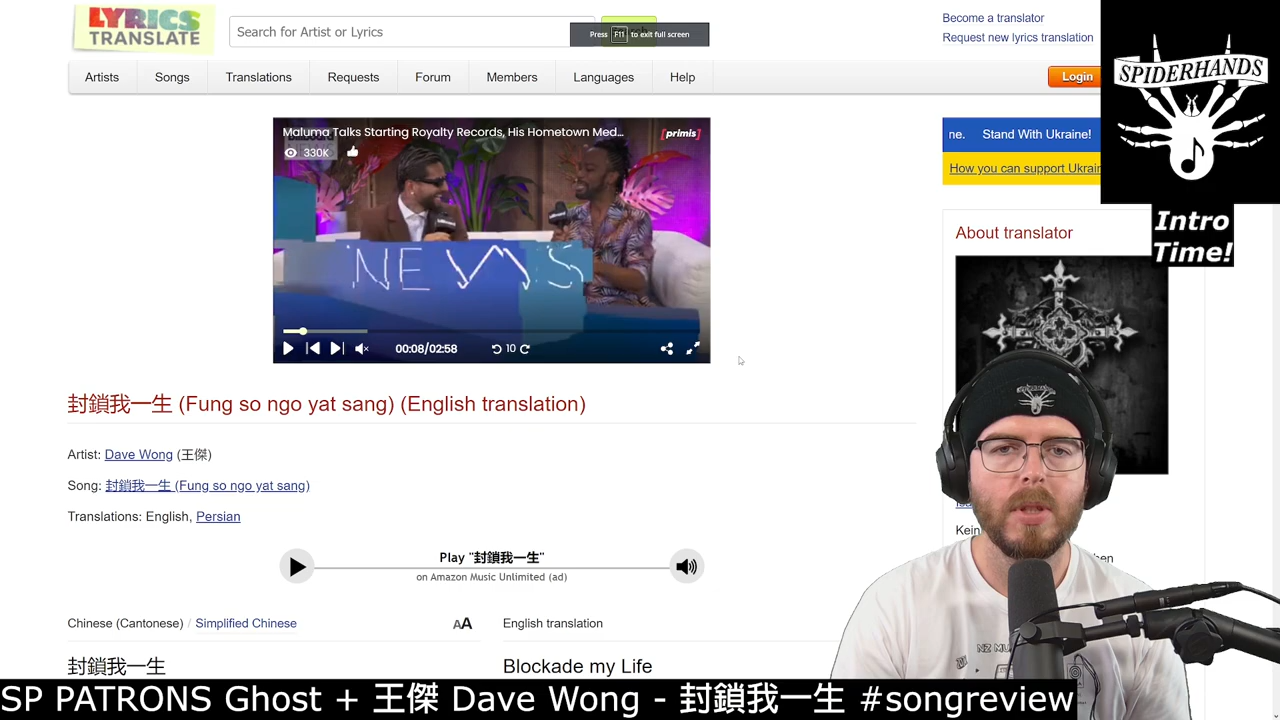 LYRICS
TRANSLATE
Search for Artist or Lyrics
Press F11 to exit full screen
Become a translator
Request new lyrics translation
Artists
Songs
Translations
Requests
Forum
Members
Languages
Help
Login
SPIDERHANDS
Maluma Talks Starting Royalty Records, His Hometown Med...
[primis]
330K
NEWS
00:08/02:58
10
ne. Stand With Ukraine!
How you can support Ukrain
Intro
Time!
About translator
封鎖我一生 (Fung so ngo yat sang) (English translation)
Artist: Dave Wong (王傑)
Song: 封鎖我一生 (Fung so ngo yat sang)
Translations: English, Persian
Kein
Play "封鎖我一生"
on Amazon Music Unlimited (ad)
Chinese (Cantonese) / Simplified Chinese
AA
English translation
封鎖我一生
Blockade my Life
NZ MU
SP PATRONS Ghost + 王傑 Dave Wong - 封鎖我一生 #songreview